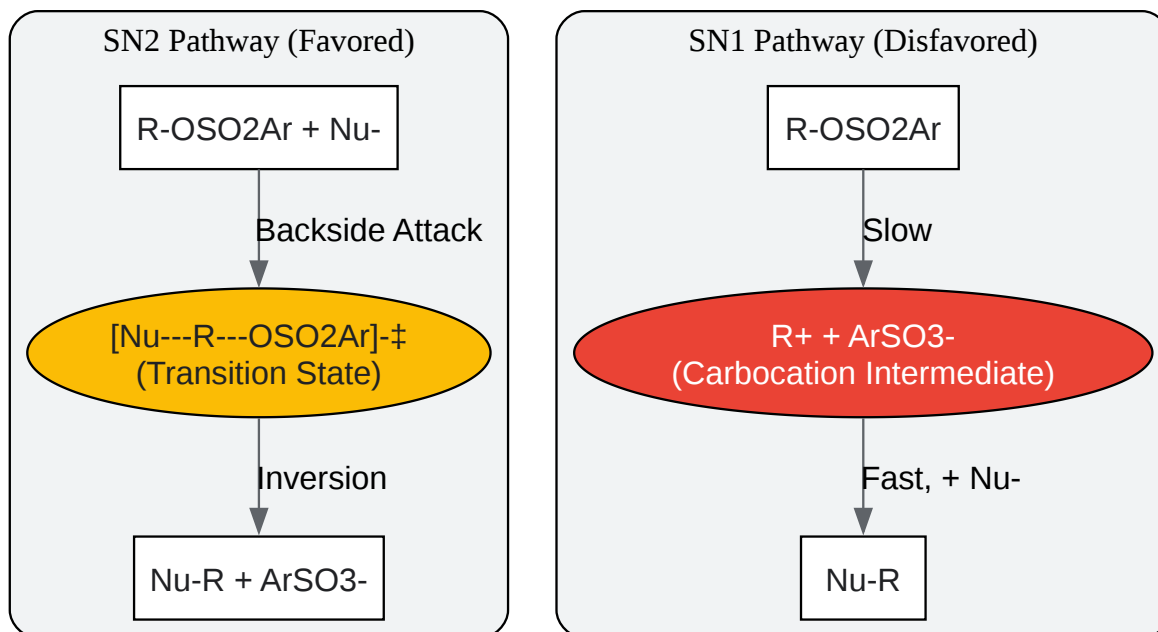 SN2 Pathway (Favored)
R-OSO2Ar + Nu-
Backside Attack
[Nu---R---OSO2Ar]-‡
(Transition State)
Inversion
Nu-R + ArSO3-
SN1 Pathway (Disfavored)
R-OSO2Ar
Slow
R+ + ArSO3-
(Carbocation Intermediate)
Fast, + Nu-
Nu-R